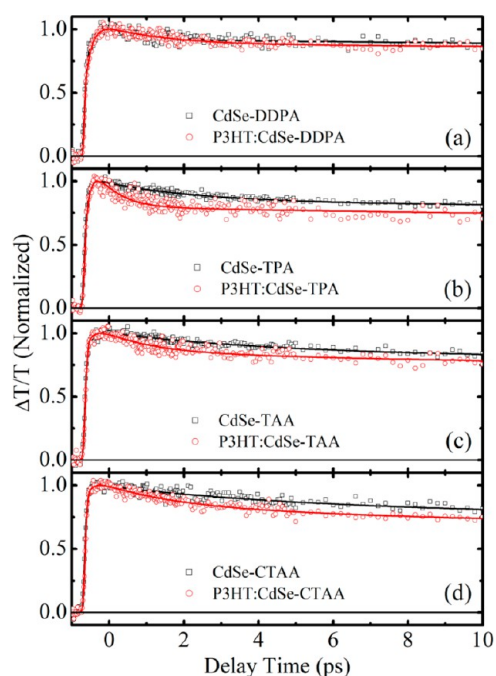 ΔT/T (Normalized)
1.0
0.5
0.0
CdSe-DDPA
P3HT:CdSe-DDPA
(a)
1.0
0.5
0.0
CdSe-TPA
P3HT:CdSe-TPA
(b)
1.0
0.5
0.0
CdSe-TAA
P3HT:CdSe-TAA
(c)
1.0
0.5
0.0
CdSe-CTAA
P3HT:CdSe-CTAA
(d)
0 2 4 6 8 10
Delay Time (ps)